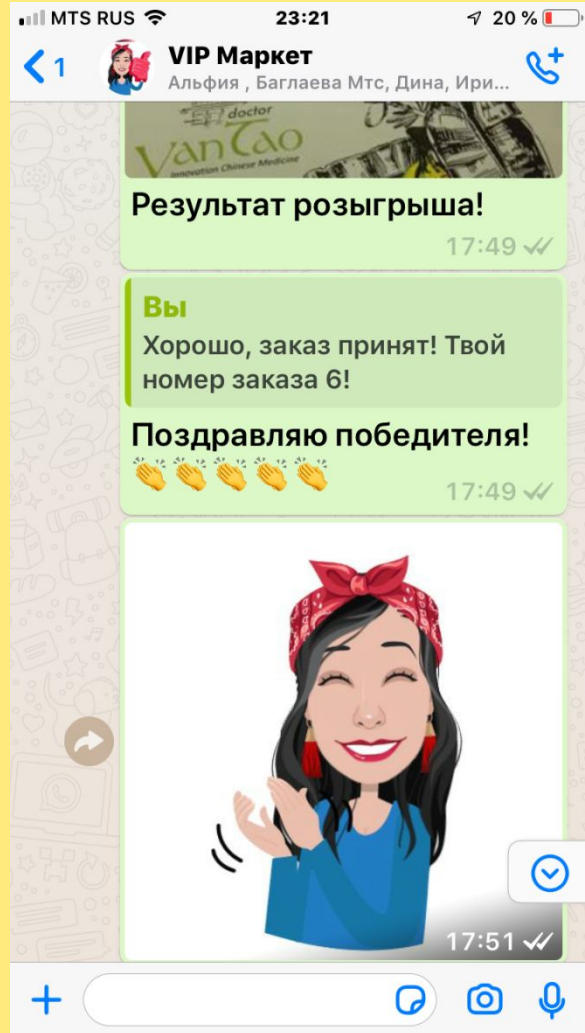 MTS RUS 23:21 20 %
1 VIP Маркет
Альфия , Баглаева Мтс, Дина, Ири...
doctor
VanTao
Innovation Chinese Medicine
Результат розыгрыша!
17:49
Вы
Хорошо, заказ принят! Твой
номер заказа 6!
Поздравляю победителя!
👏👏👏👏👏
17:49
17:51